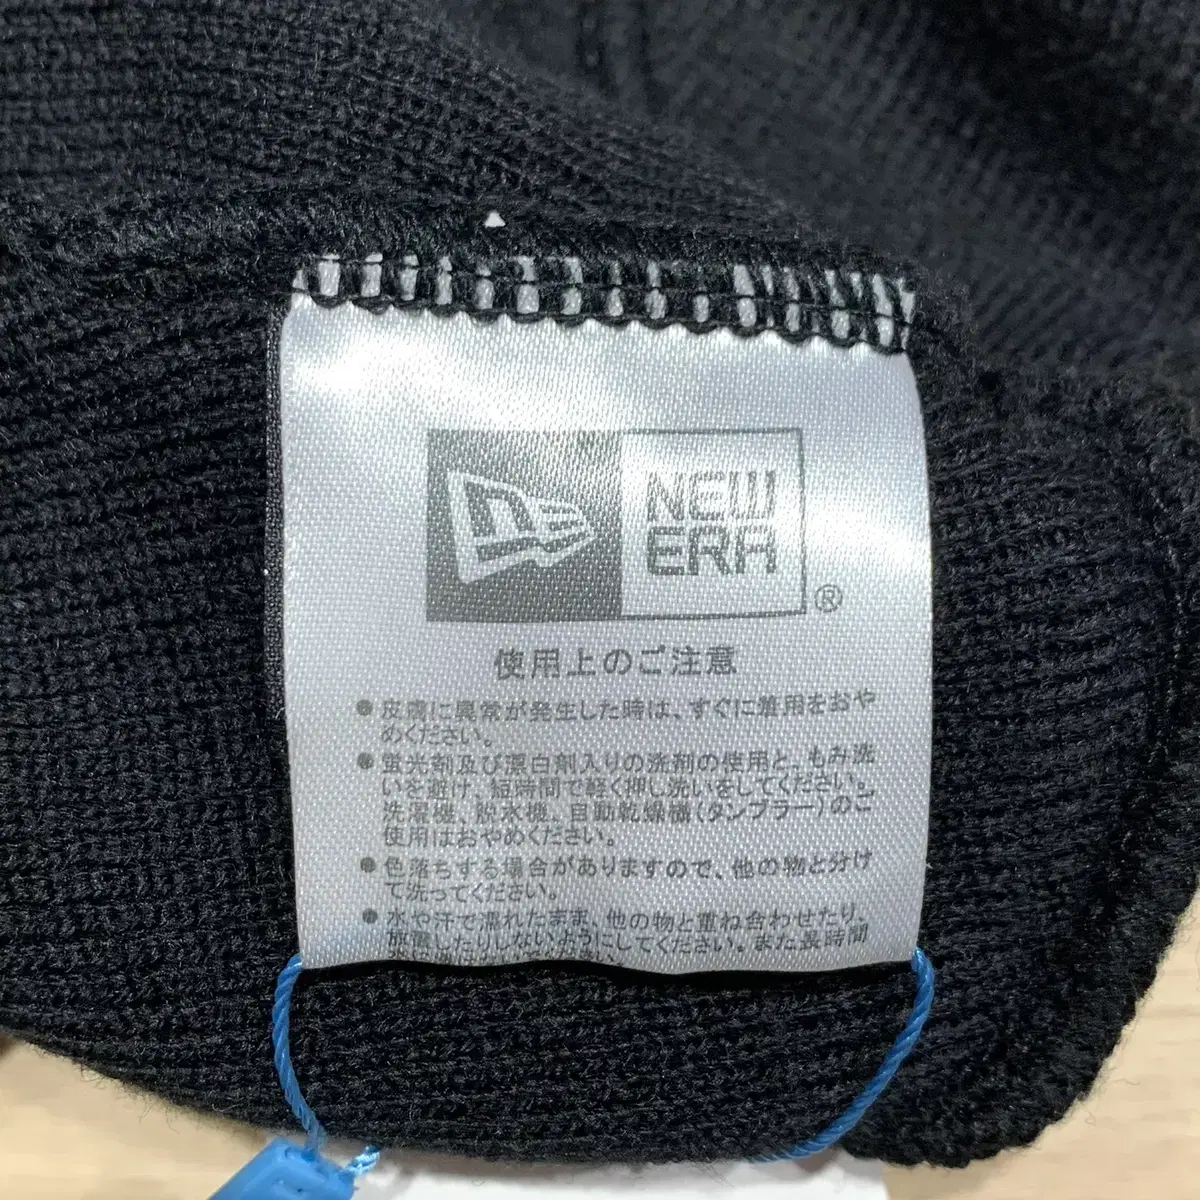 NE NEW
ERA®
使用上のご注意
●皮膚に異常が発生した時は、すぐに着用をおや
めください。
●蛍光剤及び漂白剤入りの洗剤の使用と、もみ洗
いを避け、短時間で軽く押し洗いをしてください。
洗濯機、脱水機、自動乾燥機(タンブラー)のご
使用はおやめください。
●色落ちする場合がありますので、他の物と分け
て洗ってください。
●水や汗で濡れたまま、他の物と重ね合わせたり、
放置したりしないようにしてください。また長時間